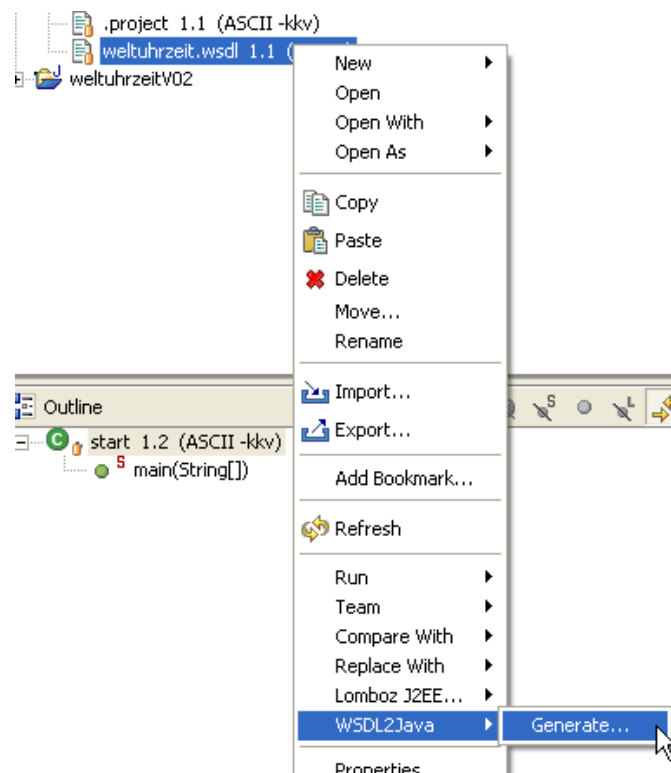 .project 1.1 (ASCII -kkv)
weltuhrzeit.wsdl 1.1 (
weltuhrzeitV02
New
Open
Open With
Open As
Copy
Paste
Delete
Move...
Rename
Import...
Export...
Add Bookmark...
Refresh
Run
Team
Compare With
Replace With
Lomboz J2EE...
WSDL2Java
Generate...
Properties
Outline
S
L
C start 1.2 (ASCII -kkv)
S main(String[])